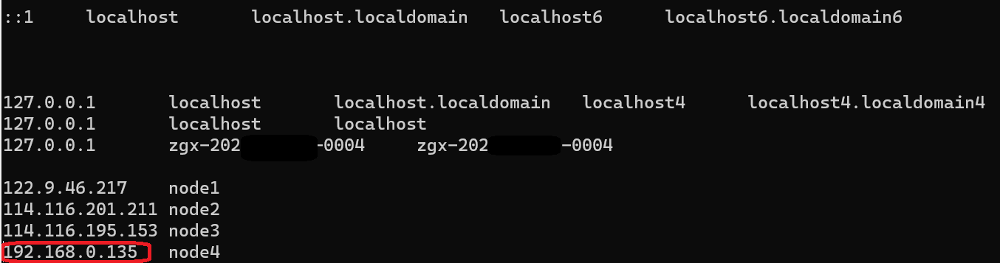 ::1 localhost localhost.localdomain localhost6 localhost6.localdomain6
127.0.0.1 localhost localhost.localdomain localhost4 localhost4.localdomain4
127.0.0.1 localhost localhost
127.0.0.1 zgx-202 -0004 zgx-202 -0004
122.9.46.217 node1
114.116.201.211 node2
114.116.195.153 node3
192.168.0.135 node4